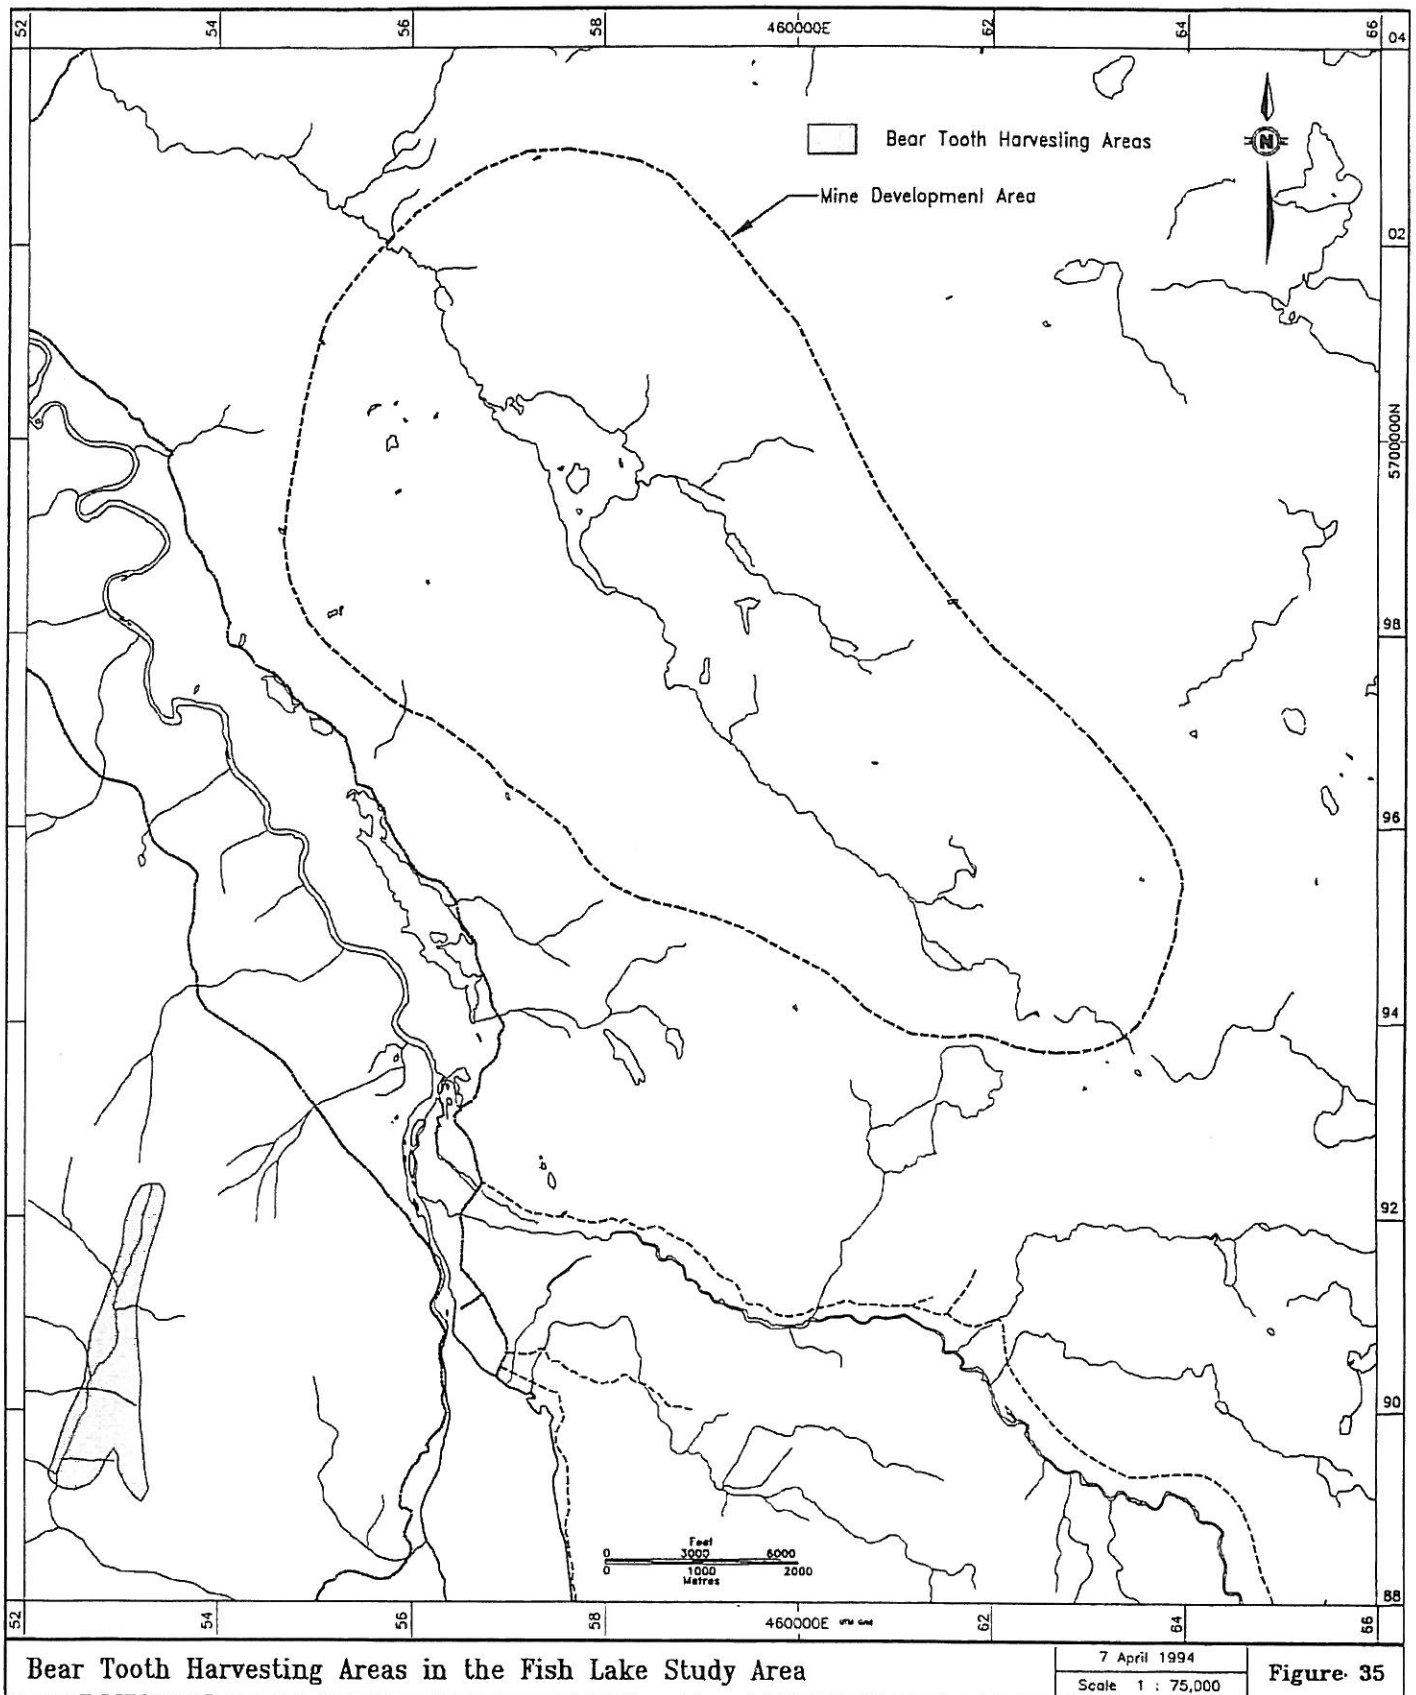 52
54
56
58
460000E
62
64
66
04
Bear Tooth Harvesting Areas
N
Mine Development Area
02
5700000N
98
96
94
92
90
Feet
0 3000 6000
0 1000 2000
Metres
88
52
54
56
58
460000E UTM Grid
62
64
66
Bear Tooth Harvesting Areas in the Fish Lake Study Area
7 April 1994
Scale 1 : 75,000
Figure 35